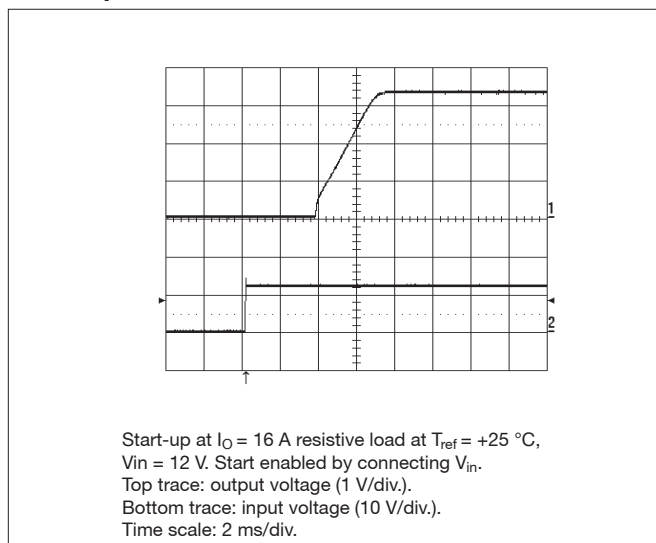 1
2
Start-up at IO = 16 A resistive load at Tref = +25 °C,
Vin = 12 V. Start enabled by connecting Vin.
Top trace: output voltage (1 V/div.).
Bottom trace: input voltage (10 V/div.).
Time scale: 2 ms/div.